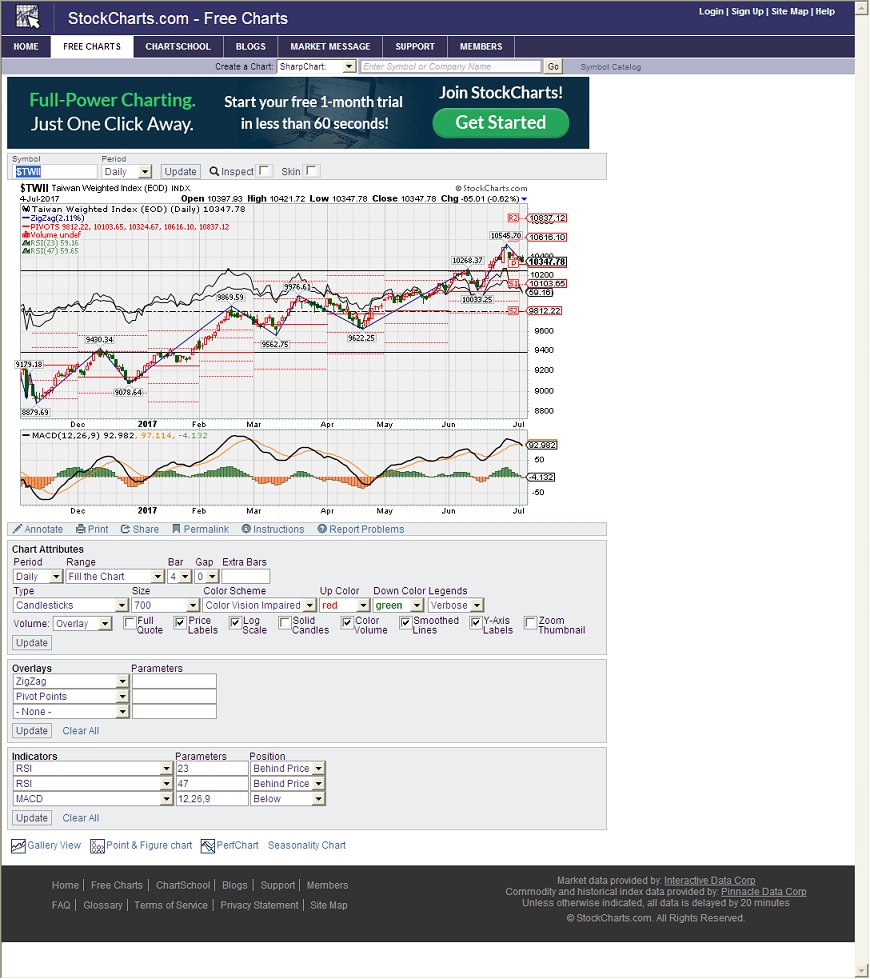 StockCharts.com - Free Charts
Login | Sign Up | Site Map | Help
HOME FREE CHARTS CHARTSCHOOL BLOGS MARKET MESSAGE SUPPORT MEMBERS
Create a Chart: SharpChart: Enter Symbol or Company Name Go Symbol Catalog
Full-Power Charting.
Just One Click Away.
Start your free 1-month trial
in less than 60 seconds!
Join StockCharts!
Get Started
Symbol Period
$TWII Daily Update Inspect Skin
$TWII Taiwan Weighted Index (EOD) INDX © StockCharts.com
4-Jul-2017 Open 10397.93 High 10421.72 Low 10347.78 Close 10347.78 Chg -65.01 (-0.62%)
Taiwan Weighted Index (EOD) (Daily) 10347.78
ZigZag(2.11%)
PIVOTS 9812.22, 10103.65, 10324.67, 10616.10, 10837.12
Volume undef
RSI(23) 59.16
RSI(47) 59.65
R2 10837.12
10616.10
10545.70
10400
10347.78
P
10268.37
10200
S1 10103.65
59.16
10033.25
9976.61
9869.59
S2 9812.22
9622.25
9600
9562.75
9430.34
9400
9200
9179.18
9078.64
9000
8879.69
8800
Dec 2017 Feb Mar Apr May Jun Jul
MACD(12,26,9) 92.982, 97.114, -4.132
92.982
50
-4.132
-50
Dec 2017 Feb Mar Apr May Jun Jul
Annotate Print Share Permalink Instructions Report Problems
Chart Attributes
Period Range Bar Gap Extra Bars
Daily Fill the Chart 4 0
Type Size Color Scheme Up Color Down Color Legends
Candlesticks 700 Color Vision Impaired red green Verbose
Volume: Overlay Full Quote Price Labels Log Scale Solid Candles Color Volume Smoothed Lines Y-Axis Labels Zoom Thumbnail
Update
Overlays Parameters
ZigZag
Pivot Points
- None -
Update Clear All
Indicators Parameters Position
RSI 23 Behind Price
RSI 47 Behind Price
MACD 12,26,9 Below
Update Clear All
Gallery View Point & Figure chart PerfChart Seasonality Chart
Home | Free Charts | ChartSchool | Blogs | Support | Members
FAQ | Glossary | Terms of Service | Privacy Statement | Site Map
Market data provided by: Interactive Data Corp
Commodity and historical index data provided by: Pinnacle Data Corp
Unless otherwise indicated, all data is delayed by 20 minutes
© StockCharts.com. All Rights Reserved.